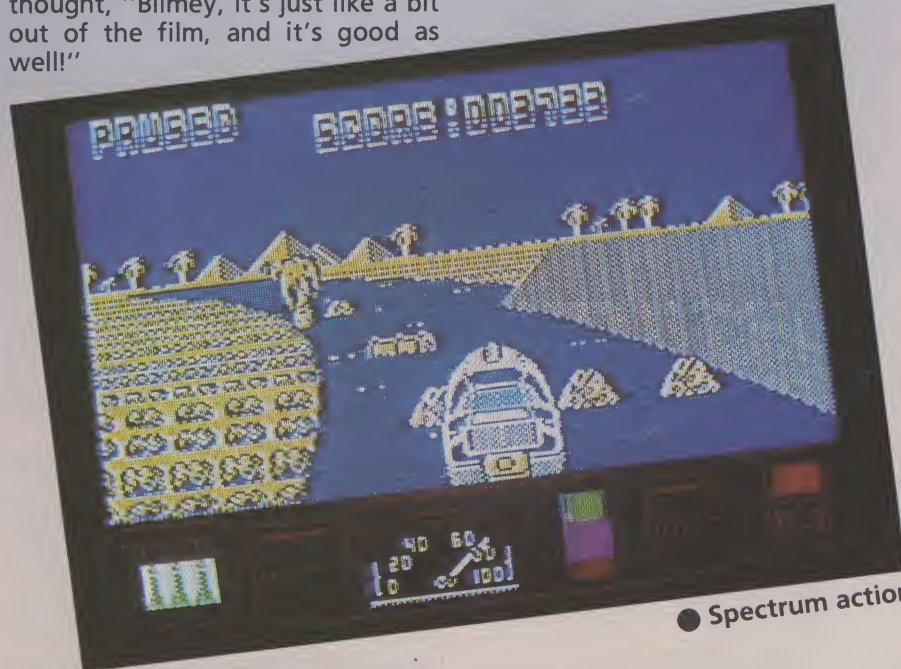 thought, "Blimey, it's just like a bit
out of the film, and it's good as
well!"
PAUSED SCORE:
40 60
20 80
0 100
● Spectrum action